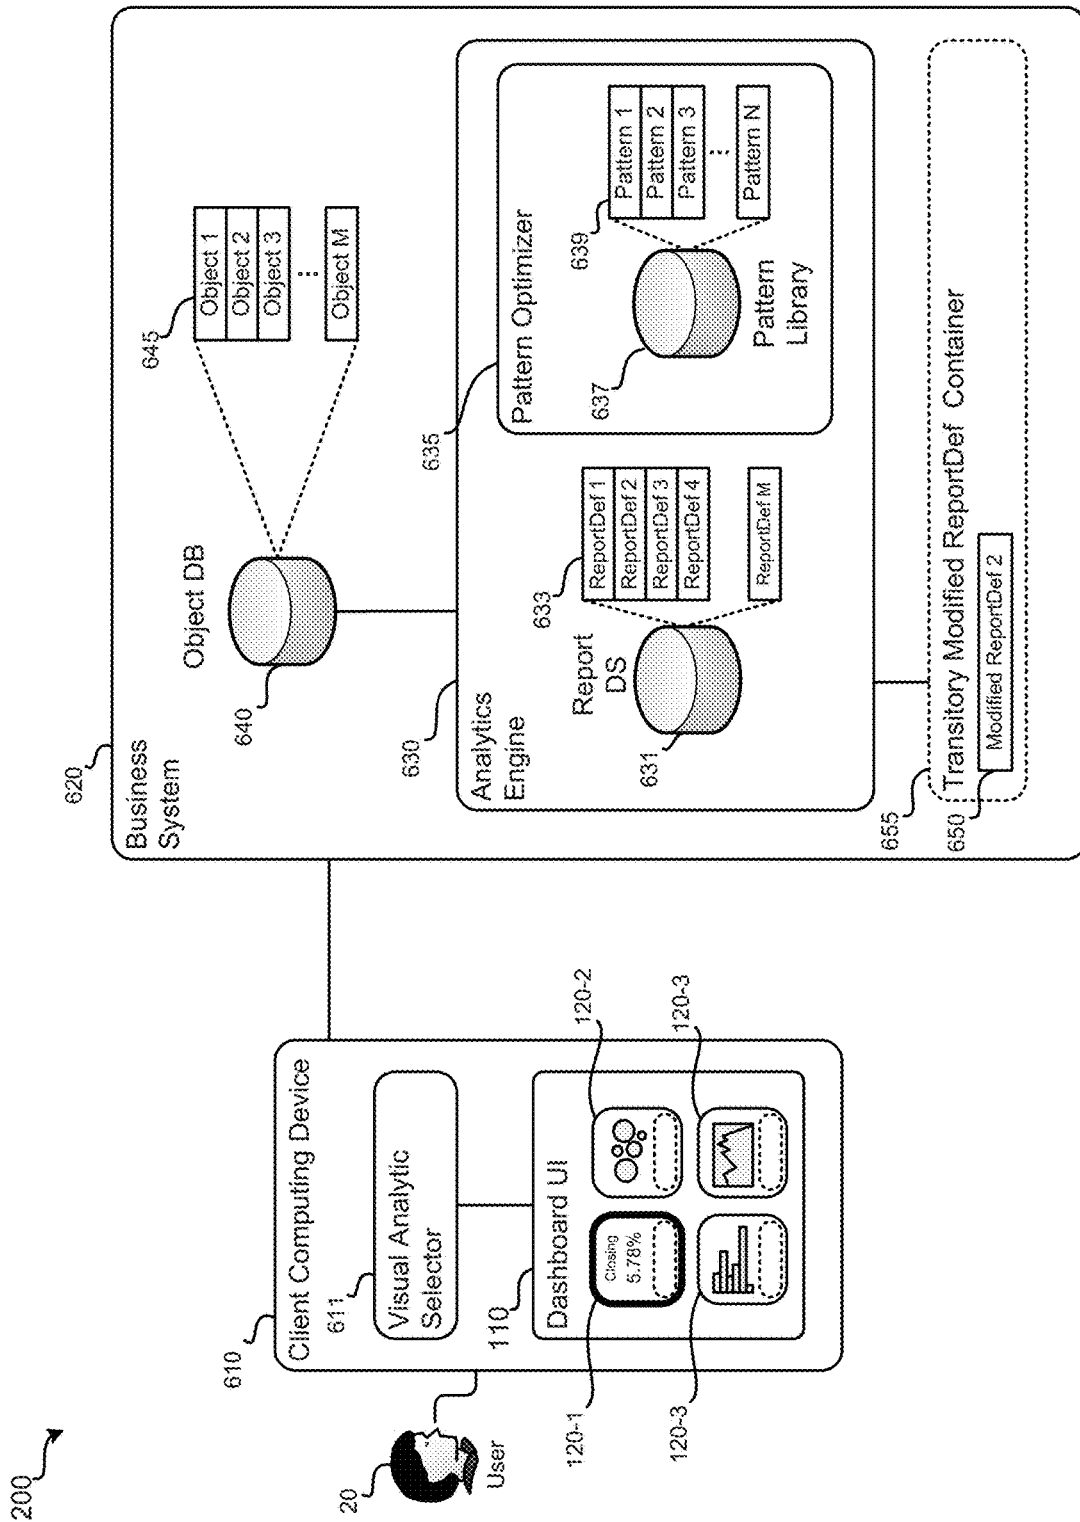 200
20
User
610
Client Computing Device
611
Visual Analytic
Selector
110
Dashboard UI
120-1
Closing
5.78%
120-2
120-3
120-3
620
Business
System
Object DB
640
645
Object 1
Object 2
Object 3
...
Object M
630
Analytics
Engine
Report
DS
631
633
ReportDef 1
ReportDef 2
ReportDef 3
ReportDef 4
ReportDef M
635
Pattern Optimizer
637
Pattern
Library
639
Pattern 1
Pattern 2
Pattern 3
...
Pattern N
655
Transitory Modified ReportDef Container
650
Modified ReportDef 2